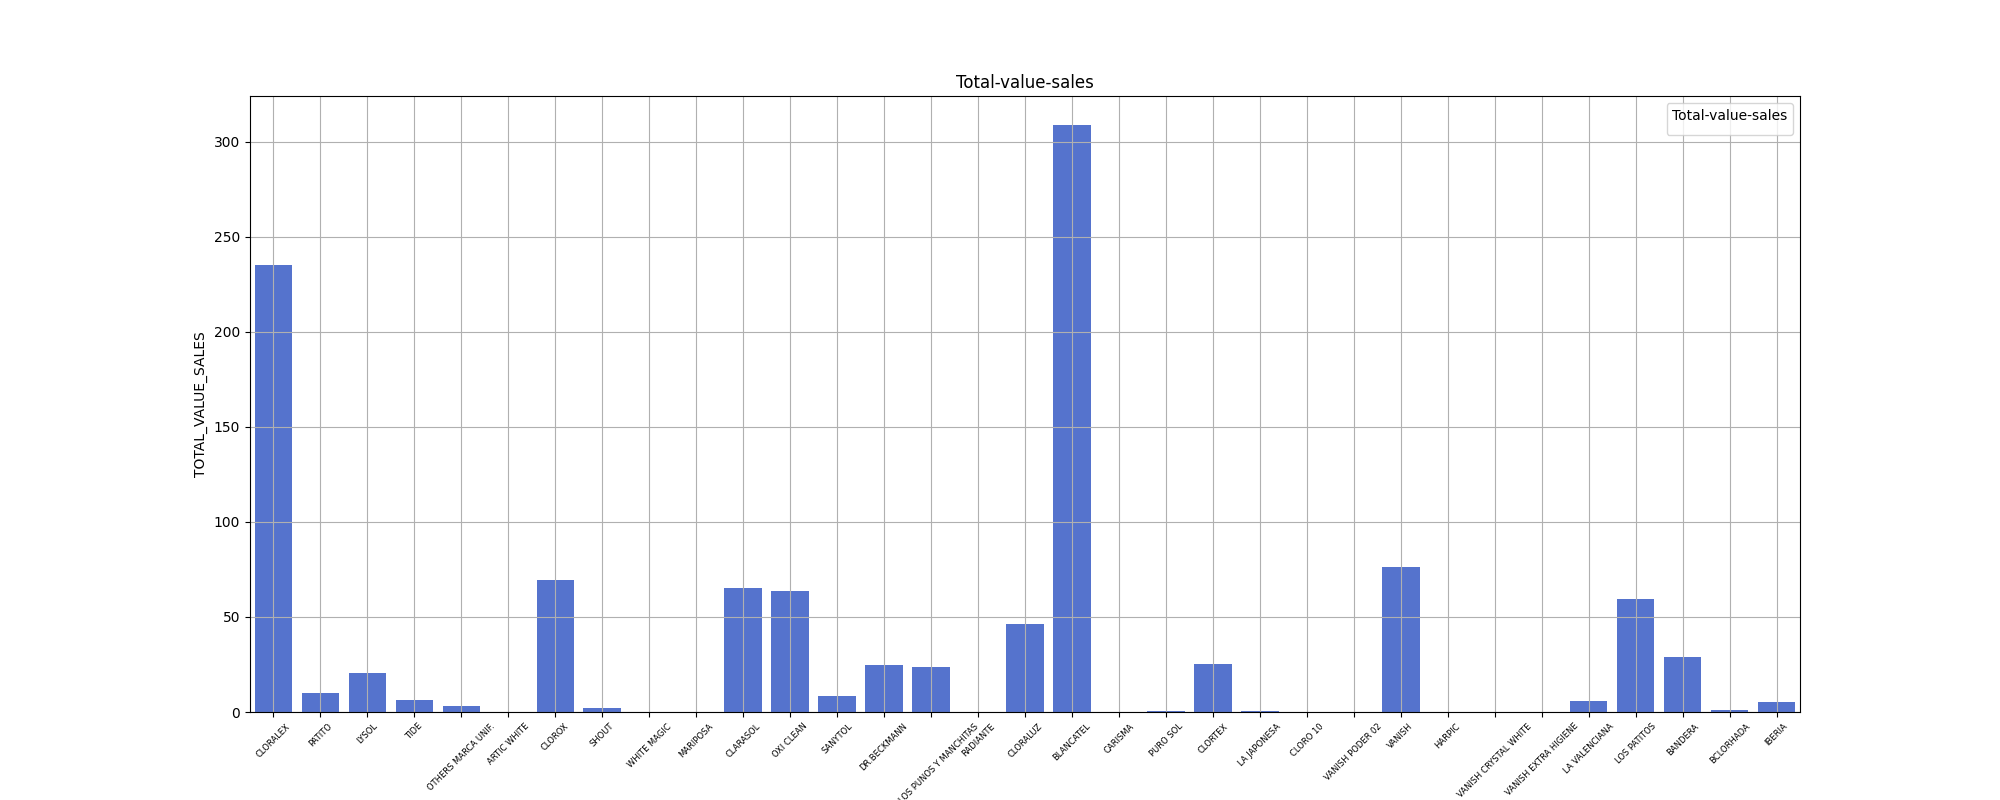 Total-value-sales
Total-value-sales
TOTAL_VALUE_SALES
300
250
200
150
100
50
0
CLORALEX
PATITO
LYSOL
TIDE
OTHERS MARCA UNIF.
ARTIC WHITE
CLOROX
SHOUT
WHITE MAGIC
MARIPOSA
CLARASOL
OXI CLEAN
SANYTOL
DR.BECKMANN
LOS PUNOS Y MANCHITAS
RADIANTE
CLORALUZ
BLANCATEL
CARISMA
PURO SOL
CLORTEX
LA JAPONESA
CLORO 10
VANISH PODER 02
VANISH
HARPIC
VANISH CRYSTAL WHITE
VANISH EXTRA HIGIENE
LA VALENCIANA
LOS PATITOS
BANDERA
BCLORHADA
IBERIA